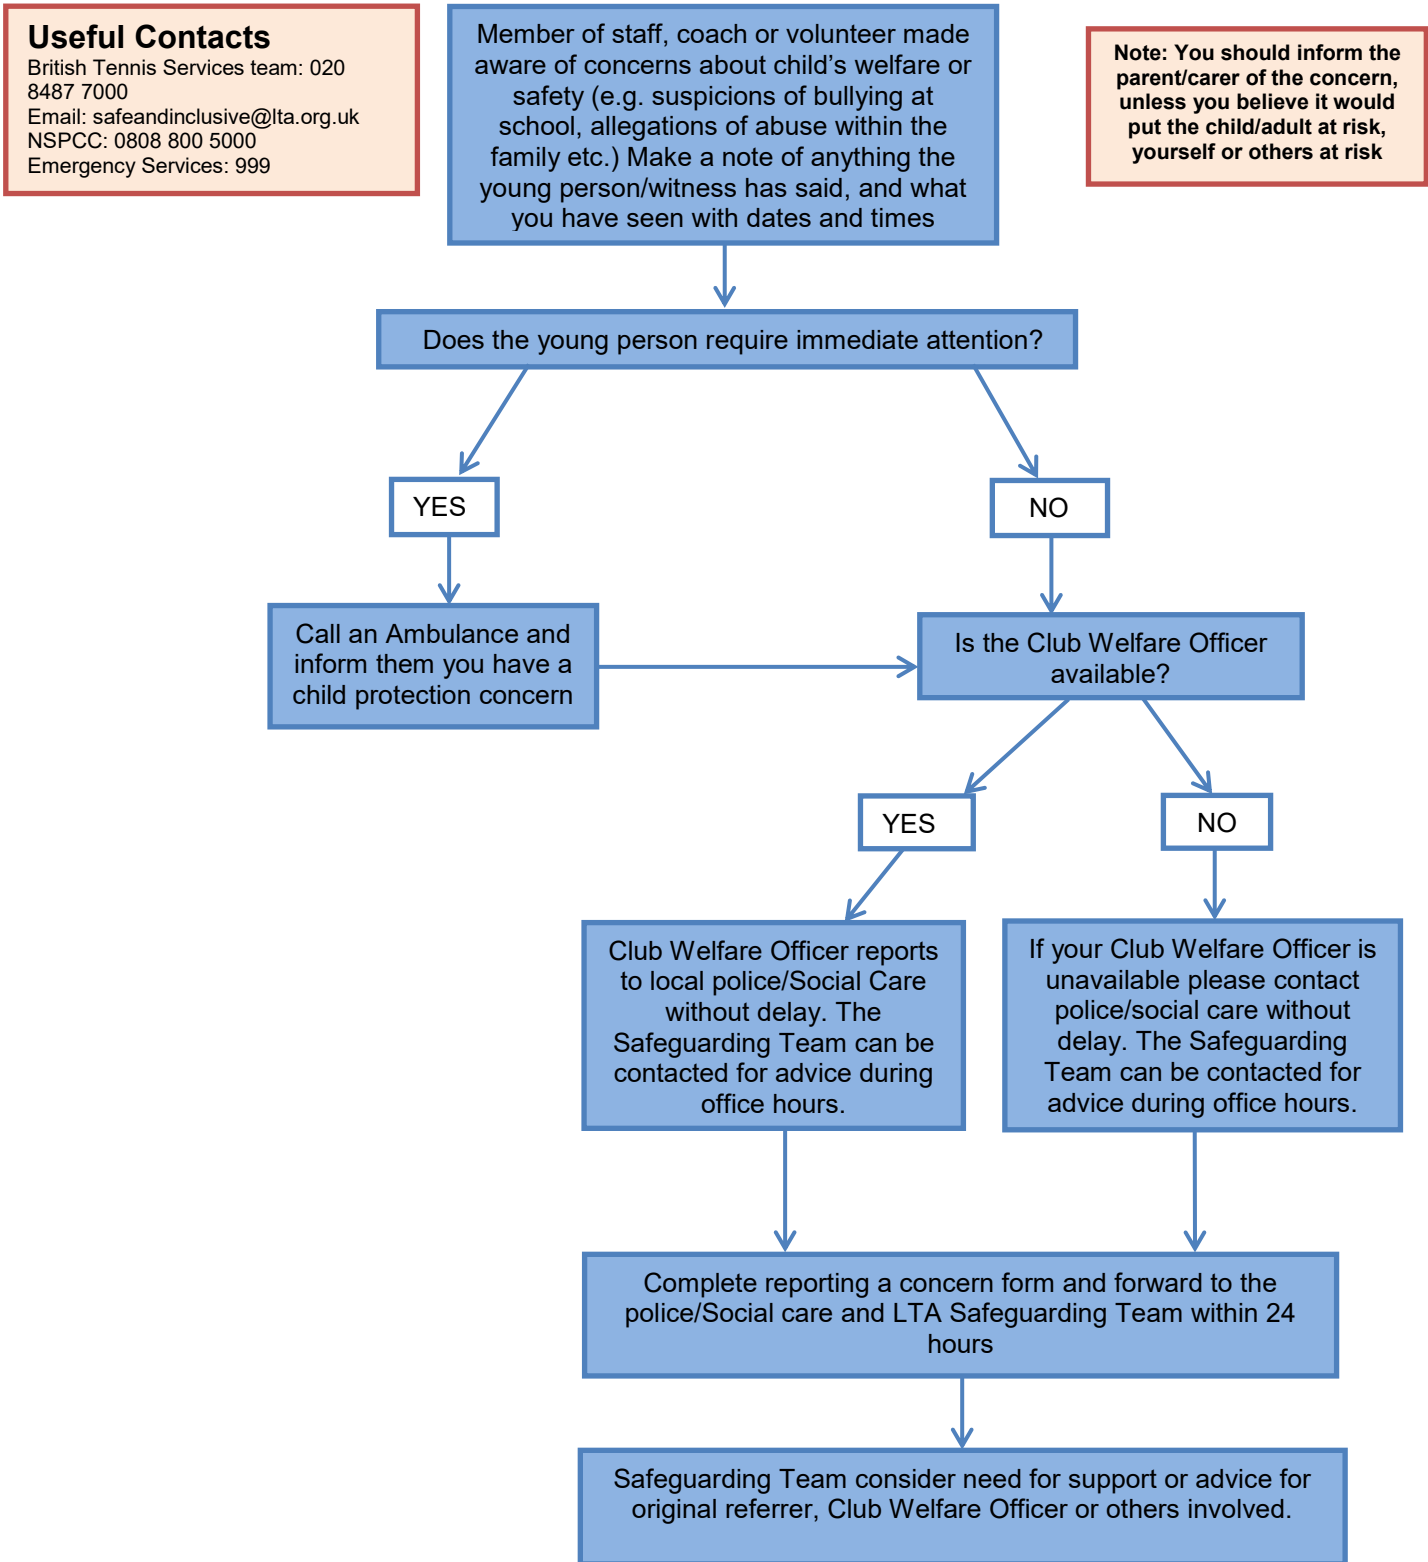 Useful Contacts
British Tennis Services team: 020
8487 7000
Email: safeandinclusive@lta.org.uk
NSPCC: 0808 800 5000
Emergency Services: 999
Member of staff, coach or volunteer made
aware of concerns about child’s welfare or
safety (e.g. suspicions of bullying at
school, allegations of abuse within the
family etc.) Make a note of anything the
young person/witness has said, and what
you have seen with dates and times
Note: You should inform the
parent/carer of the concern,
unless you believe it would
put the child/adult at risk,
yourself or others at risk
Does the young person require immediate attention?
YES
NO
Call an Ambulance and
inform them you have a
child protection concern
Is the Club Welfare Officer
available?
YES
NO
Club Welfare Officer reports
to local police/Social Care
without delay. The
Safeguarding Team can be
contacted for advice during
office hours.
If your Club Welfare Officer is
unavailable please contact
police/social care without
delay. The Safeguarding
Team can be contacted for
advice during office hours.
Complete reporting a concern form and forward to the
police/Social care and LTA Safeguarding Team within 24
hours
Safeguarding Team consider need for support or advice for
original referrer, Club Welfare Officer or others involved.